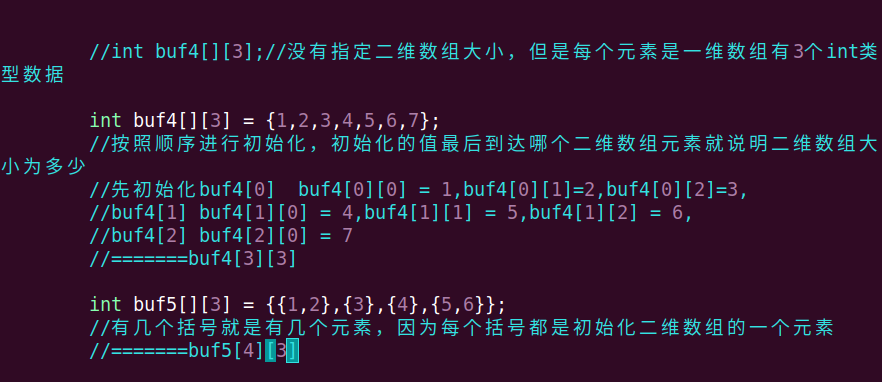 //int buf4[][3];//没有指定二维数组大小，但是每个元素是一维数组有3个int类
型数据
int buf4[][3] = {1,2,3,4,5,6,7};
//按照顺序进行初始化，初始化的值最后到达哪个二维数组元素就说明二维数组大
小为多少
//先初始化buf4[0]  buf4[0][0] = 1,buf4[0][1]=2,buf4[0][2]=3,
//buf4[1] buf4[1][0] = 4,buf4[1][1] = 5,buf4[1][2] = 6,
//buf4[2] buf4[2][0] = 7
//=======buf4[3][3]
int buf5[][3] = {{1,2},{3},{4},{5,6}};
//有几个括号就是有几个元素，因为每个括号都是初始化二维数组的一个元素
//=======buf5[4][3]